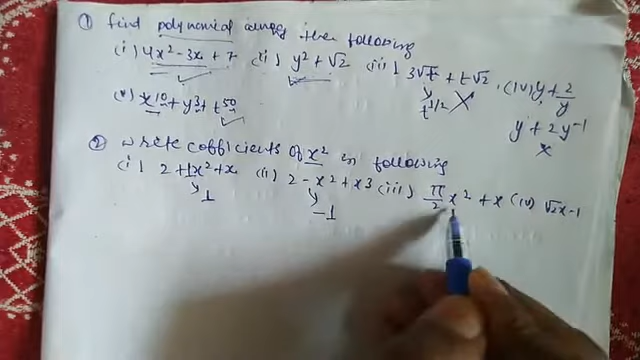 ① find polynomial among then following
(i) 4x² - 3x + 7 (ii) y² + √2 (iii) 3√t + t√2 . (iv) y + 2/y
t^1/2 y + 2y⁻¹
(v) x¹⁰ + y³ + t⁵⁰
② write cofficients of x² in following
(i) 2 + 1x² + x (ii) 2 - x² + x³ (iii) π/2 x² + x (iv) √2x - 1
1 -1